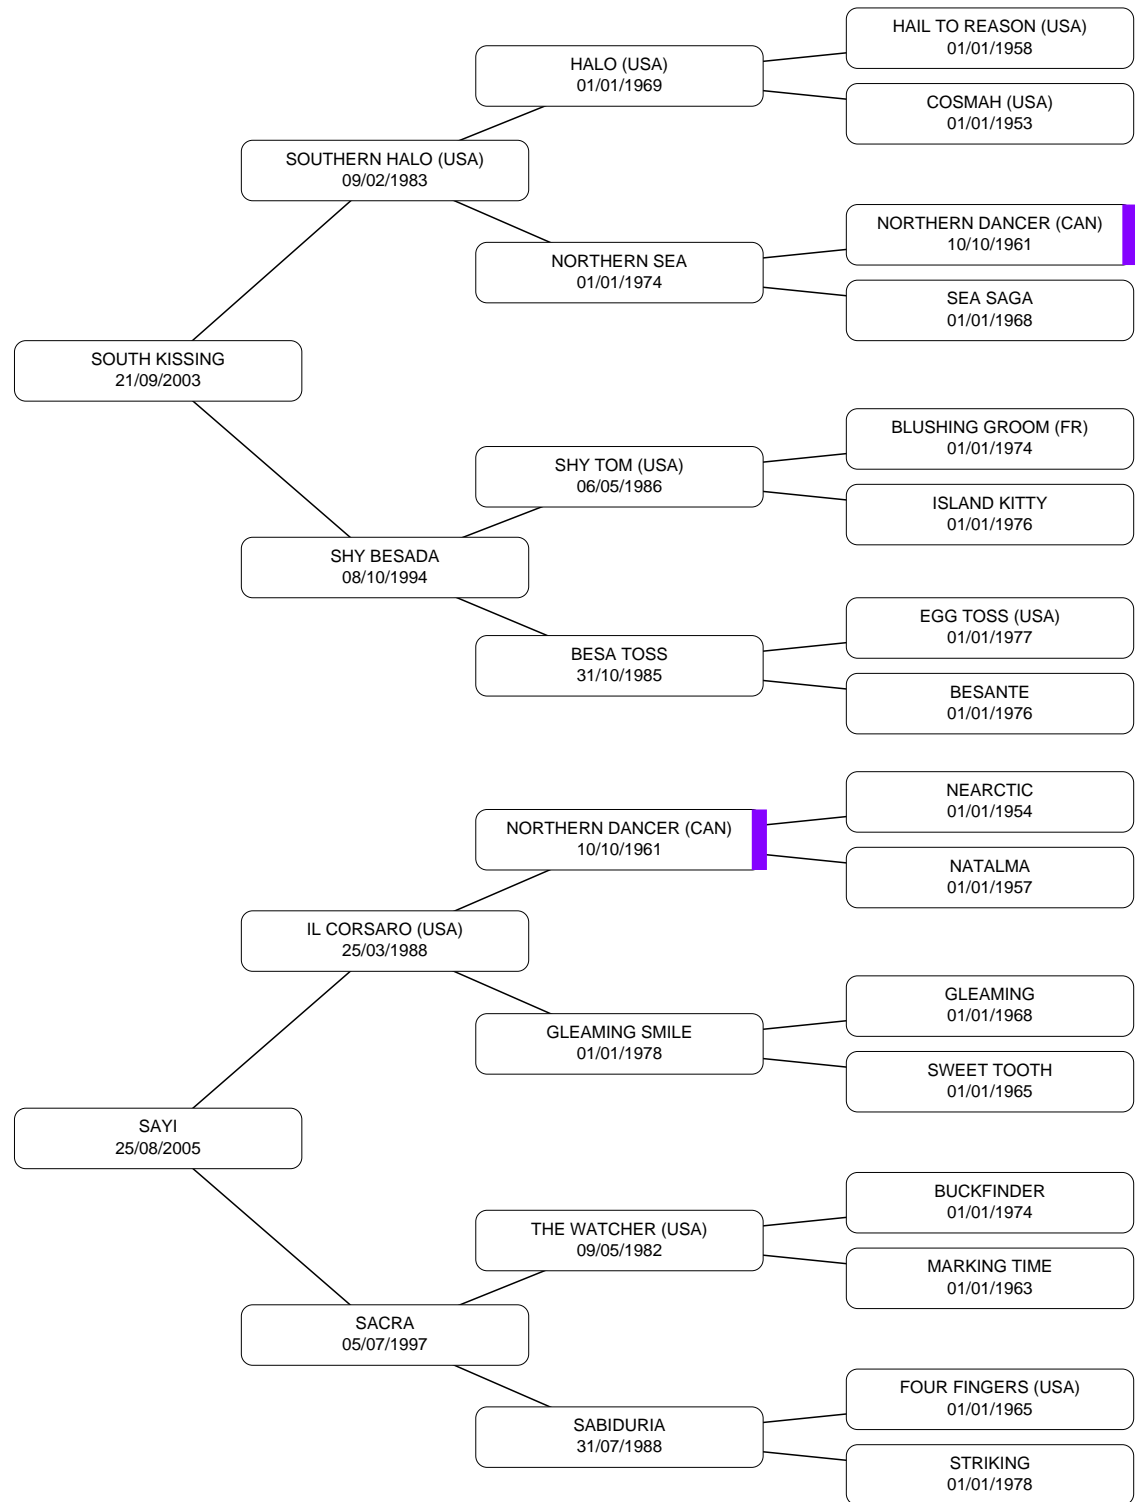 HAIL TO REASON (USA)
01/01/1958
HALO (USA)
01/01/1969
COSMAH (USA)
01/01/1953
SOUTHERN HALO (USA)
09/02/1983
NORTHERN DANCER (CAN)
10/10/1961
NORTHERN SEA
01/01/1974
SEA SAGA
01/01/1968
SOUTH KISSING
21/09/2003
BLUSHING GROOM (FR)
01/01/1974
SHY TOM (USA)
06/05/1986
ISLAND KITTY
01/01/1976
SHY BESADA
08/10/1994
EGG TOSS (USA)
01/01/1977
BESA TOSS
31/10/1985
BESANTE
01/01/1976
NEARCTIC
01/01/1954
NORTHERN DANCER (CAN)
10/10/1961
NATALMA
01/01/1957
IL CORSARO (USA)
25/03/1988
GLEAMING
01/01/1968
GLEAMING SMILE
01/01/1978
SWEET TOOTH
01/01/1965
SAYI
25/08/2005
BUCKFINDER
01/01/1974
THE WATCHER (USA)
09/05/1982
MARKING TIME
01/01/1963
SACRA
05/07/1997
FOUR FINGERS (USA)
01/01/1965
SABIDURIA
31/07/1988
STRIKING
01/01/1978